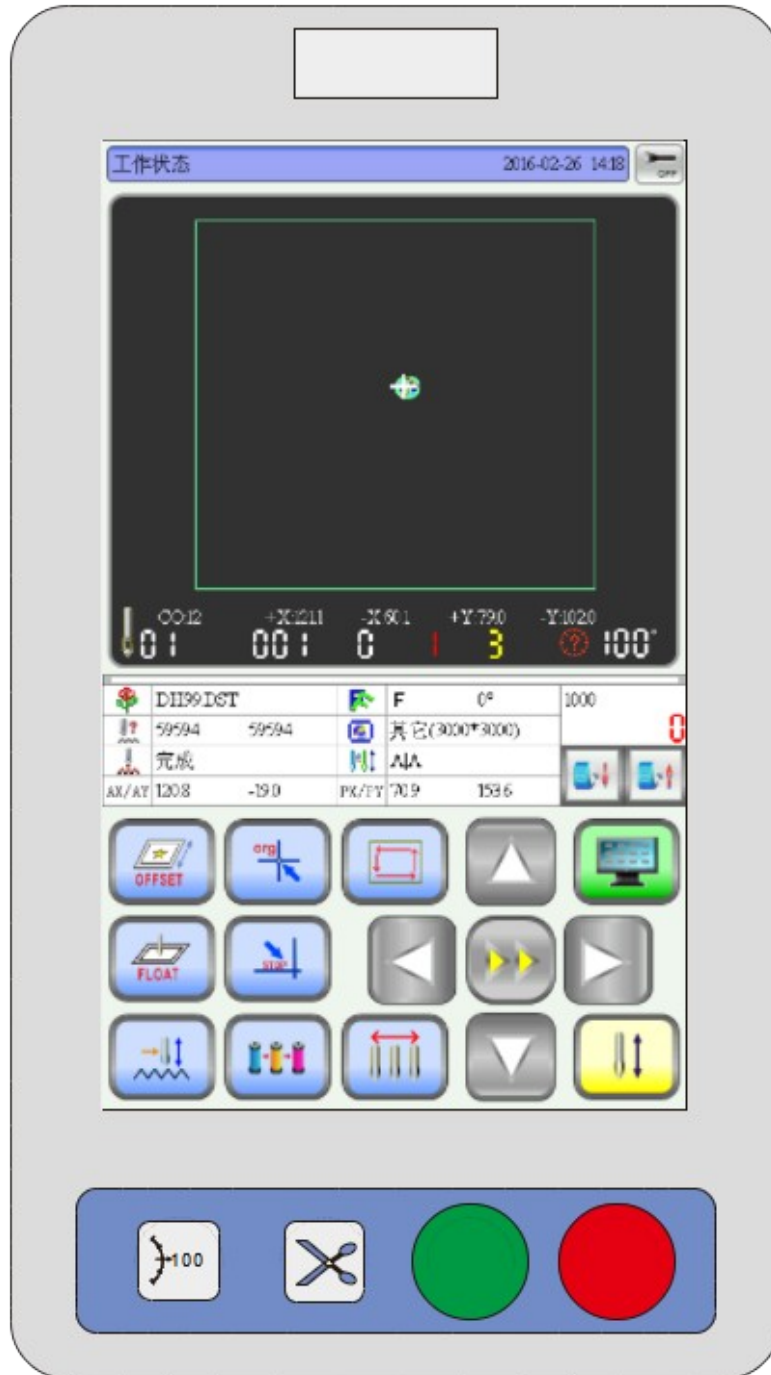 工作状态 2016-02-26 14:18
OFF
CO:12 +X:121.1 -X:60.1 +Y:79.0 -Y:102.0
01 001 0 1 3 ? 100°
DH99.DST F 0° 1000
59594 59594 其它(3000*3000) 0
完成
AX/AY 120.8 -19.0 PX/PY 70.9 153.6
OFFSET org
FLOAT STOP
100